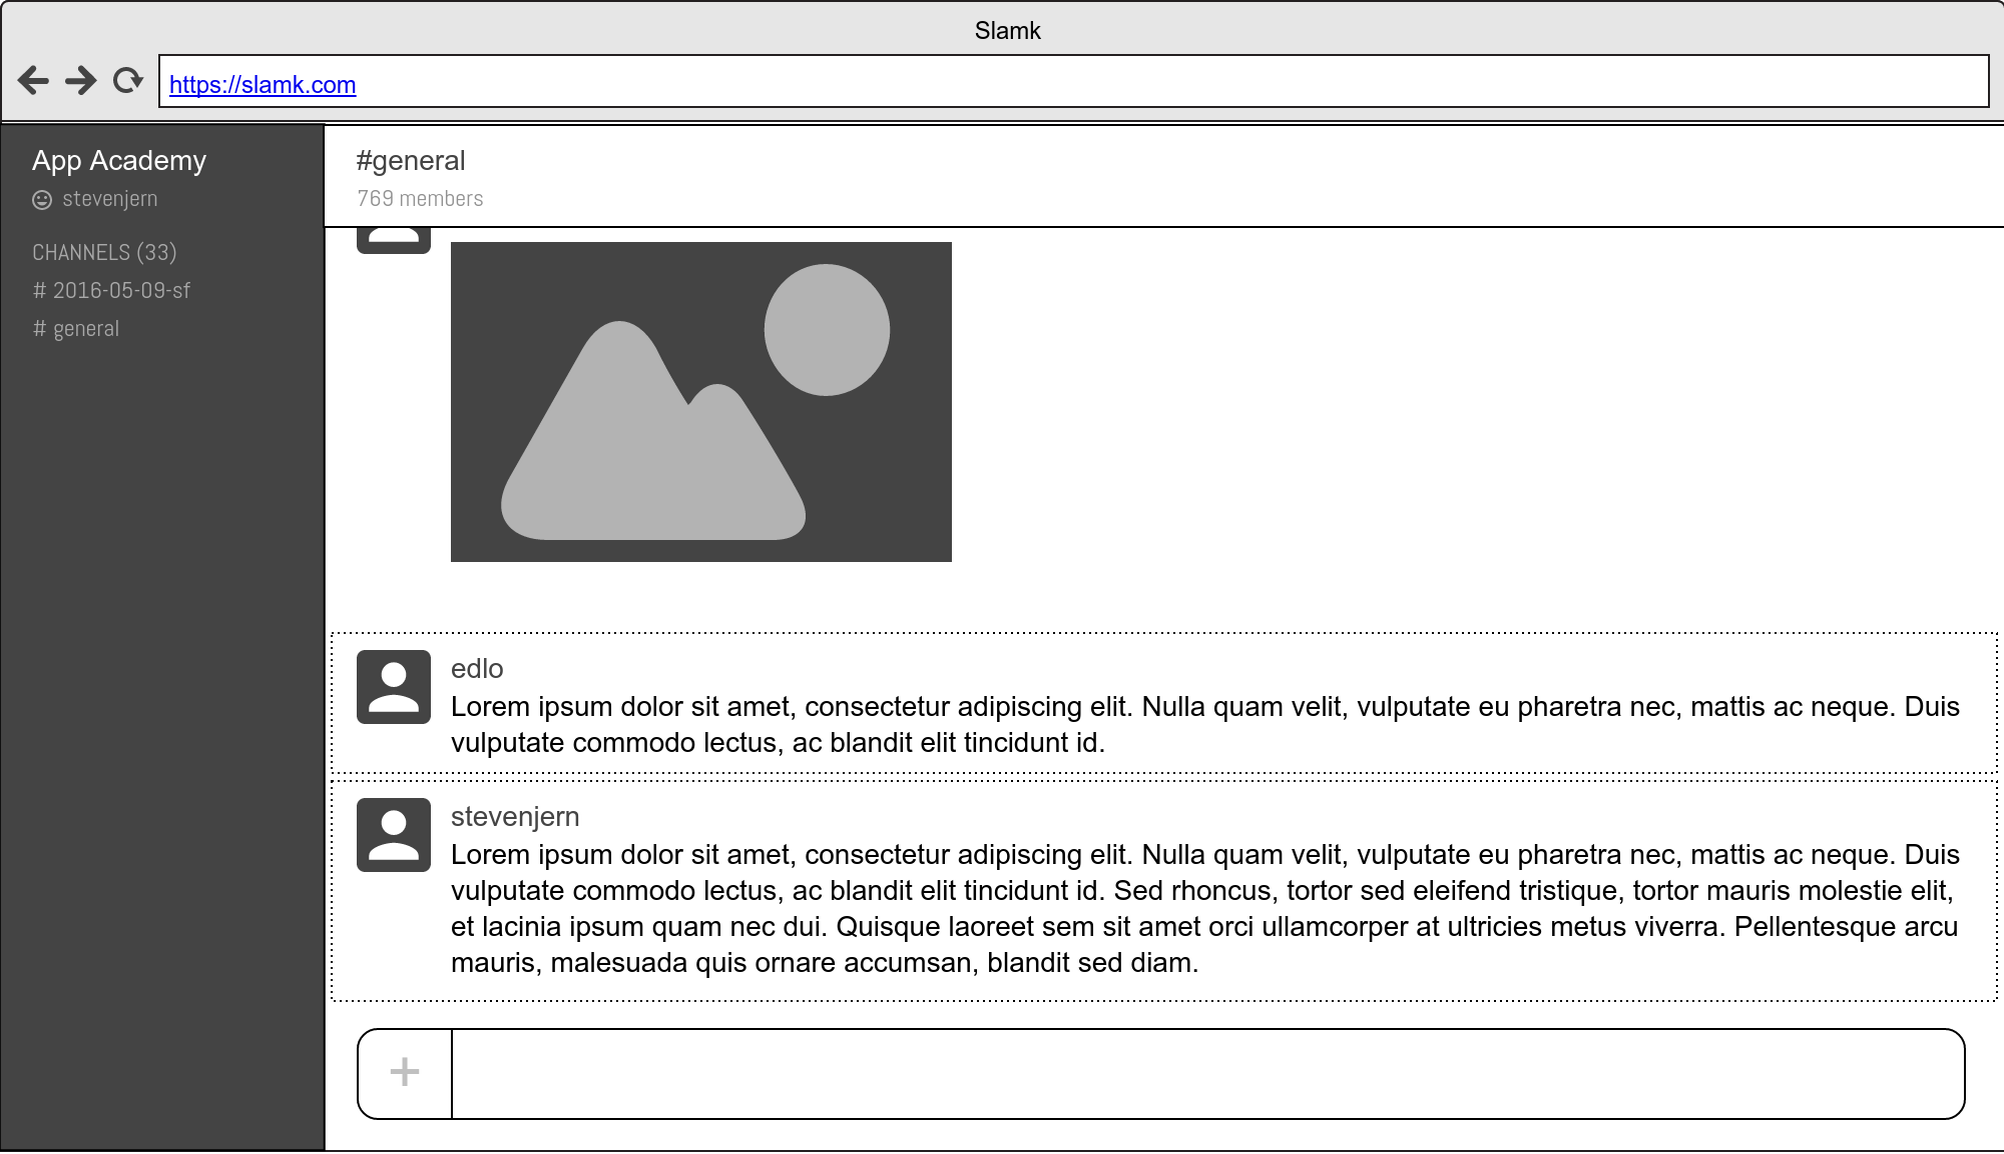 Slamk
https://slamk.com
App Academy
stevenjern
CHANNELS (33)
# 2016-05-09-sf
# general
#general
769 members
edlo
Lorem ipsum dolor sit amet, consectetur adipiscing elit. Nulla quam velit, vulputate eu pharetra nec, mattis ac neque. Duis
vulputate commodo lectus, ac blandit elit tincidunt id.
stevenjern
Lorem ipsum dolor sit amet, consectetur adipiscing elit. Nulla quam velit, vulputate eu pharetra nec, mattis ac neque. Duis
vulputate commodo lectus, ac blandit elit tincidunt id. Sed rhoncus, tortor sed eleifend tristique, tortor mauris molestie elit,
et lacinia ipsum quam nec dui. Quisque laoreet sem sit amet orci ullamcorper at ultricies metus viverra. Pellentesque arcu
mauris, malesuada quis ornare accumsan, blandit sed diam.
+